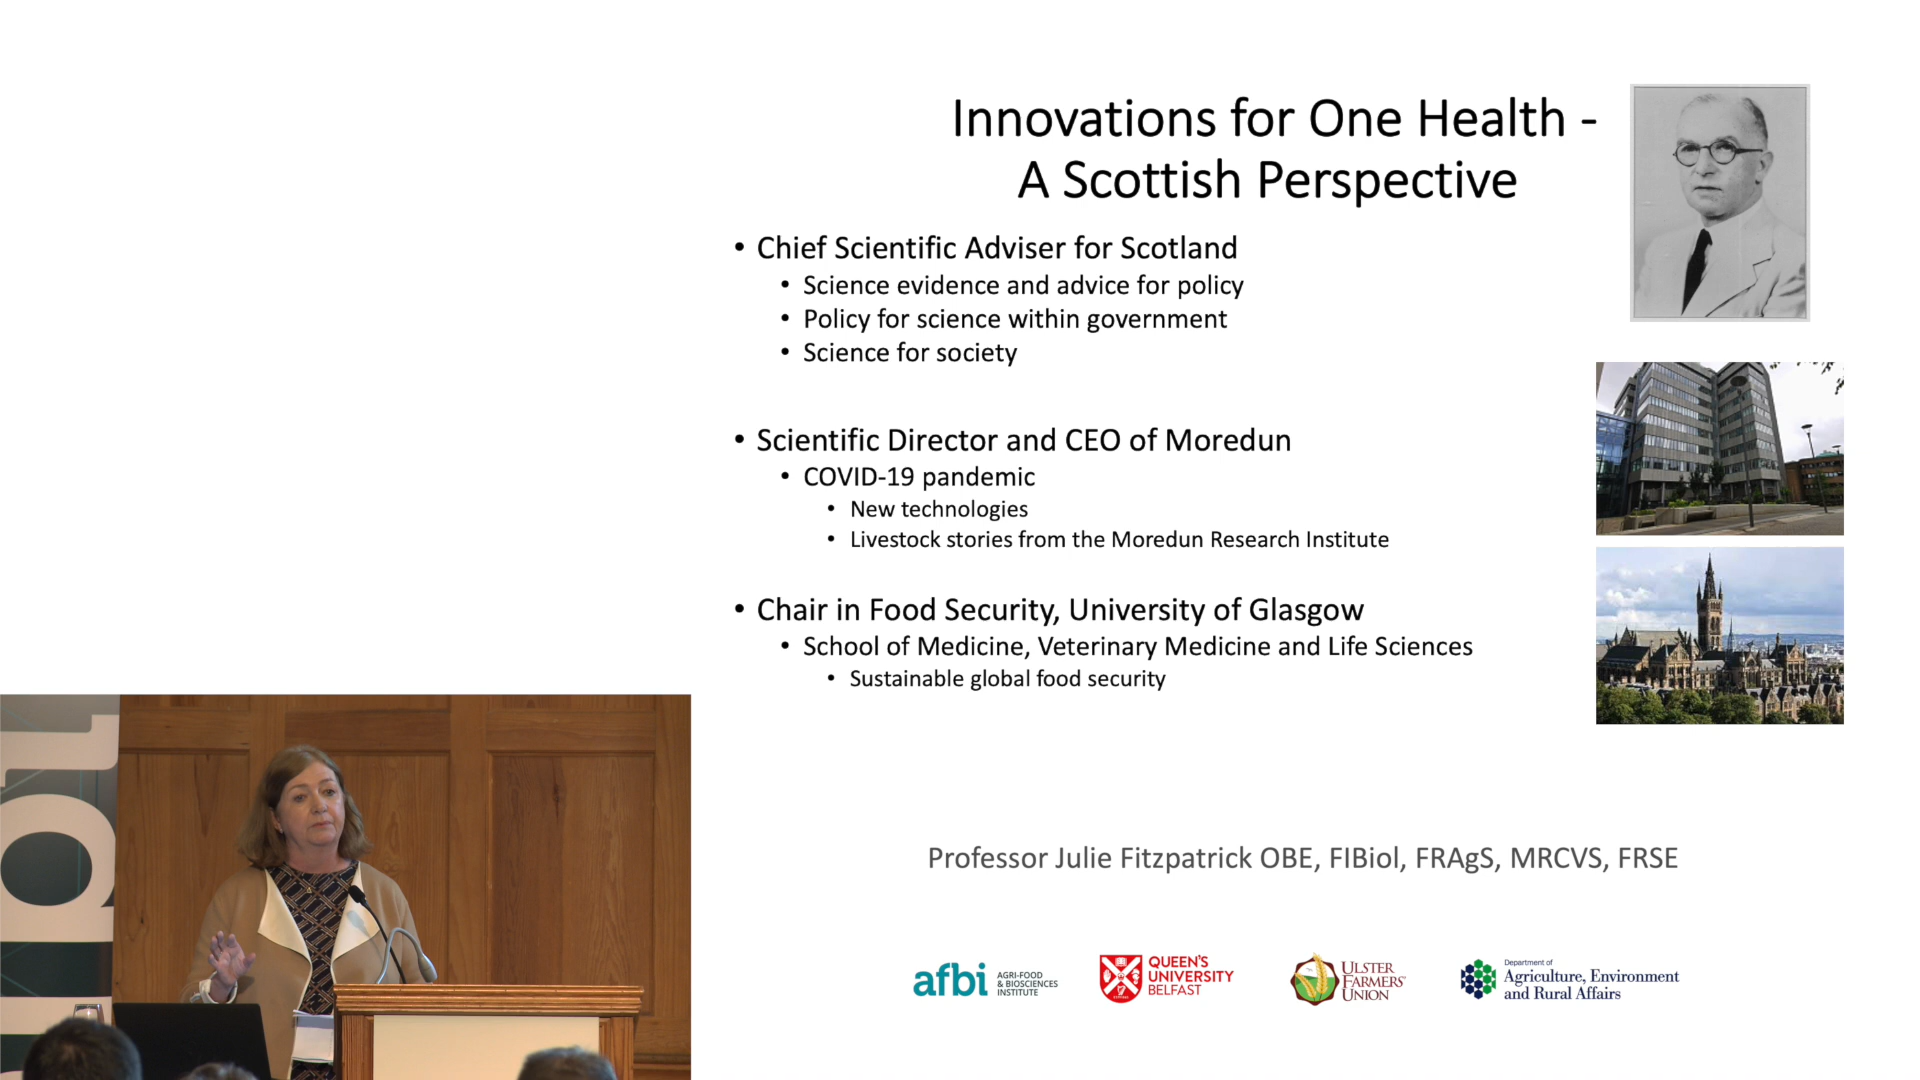 Innovations for One Health -
A Scottish Perspective
• Chief Scientific Adviser for Scotland
• Science evidence and advice for policy
• Policy for science within government
• Science for society
• Scientific Director and CEO of Moredun
• COVID-19 pandemic
• New technologies
• Livestock stories from the Moredun Research Institute
• Chair in Food Security, University of Glasgow
• School of Medicine, Veterinary Medicine and Life Sciences
• Sustainable global food security
Professor Julie Fitzpatrick OBE, FIBiol, FRAgS, MRCVS, FRSE
afbi AGRI-FOOD
& BIOSCIENCES
INSTITUTE
QUEEN'S
UNIVERSITY
BELFAST
ULSTER
FARMERS'
UNION
Department of
Agriculture, Environment
and Rural Affairs